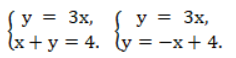 {y = 3x, {y = 3x,
{x + y = 4. {y = −x + 4.